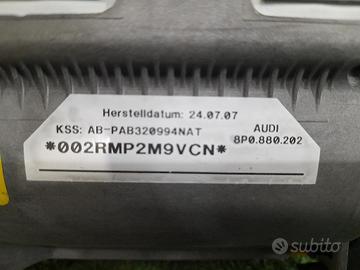 Herstelldatum: 24.07.07
KSS: AB-PAB320994NAT AUDI
8P0.880.202
*002RMP2M9VCN*
subito